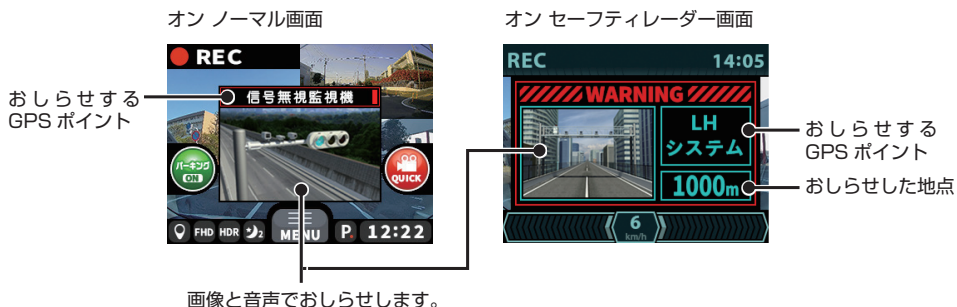 オン ノーマル画面
オン セーフティレーダー画面
REC
信号無視監視機
パーキング
ON
QUICK
FHD HDR 2 MENU P. 12:22
おしらせする
GPS ポイント
REC 14:05
WARNING
LH
システム
1000m
6
km/h
おしらせする
GPS ポイント
おしらせした地点
画像と音声でおしらせします。